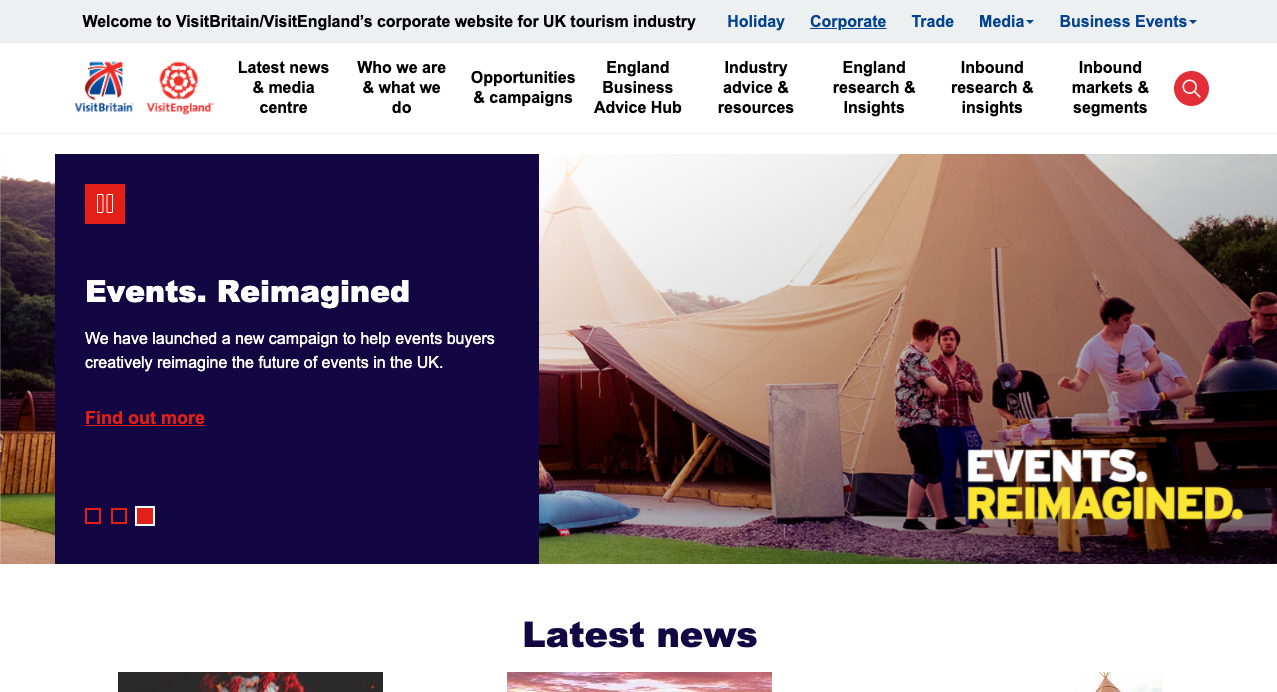 Welcome to VisitBritain/VisitEngland's corporate website for UK tourism industry
Holiday
Corporate
Trade
Media
Business Events
VisitBritain
VisitEngland
Latest news
& media
centre
Who we are
& what we
do
Opportunities
& campaigns
England
Business
Advice Hub
Industry
advice &
resources
England
research &
Insights
Inbound
research &
insights
Inbound
markets &
segments
Events. Reimagined
We have launched a new campaign to help events buyers
creatively reimagine the future of events in the UK.
Find out more
EVENTS.
REIMAGINED.
Latest news